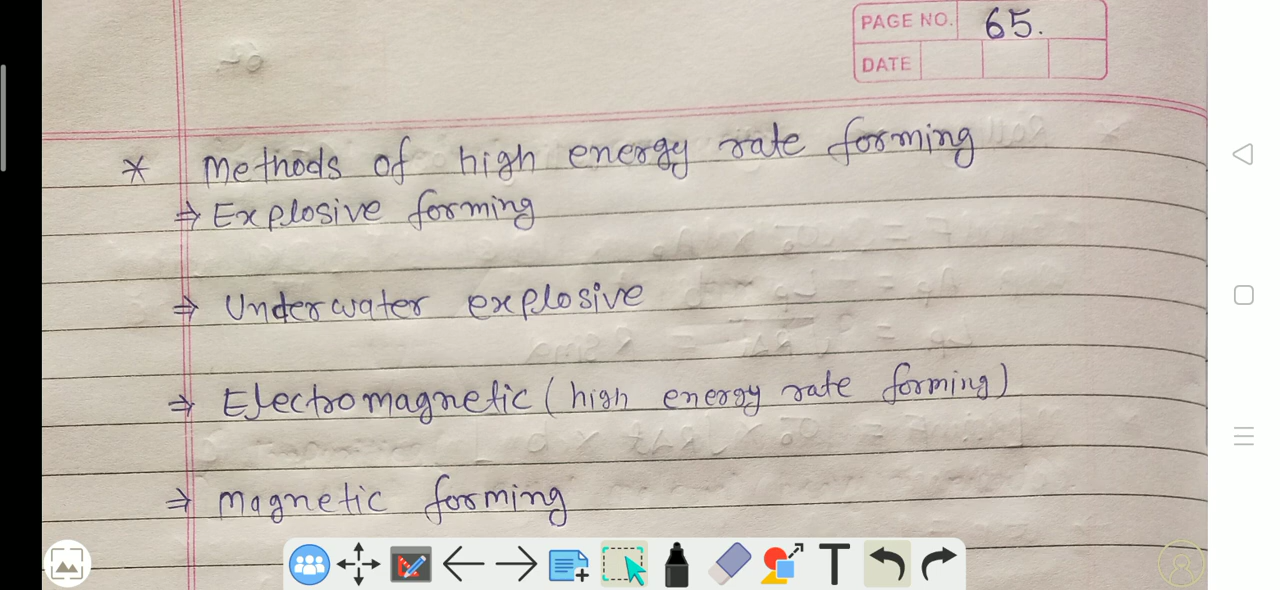 PAGE NO. 65.
DATE
* Methods of high energy rate forming
⇒ Explosive forming
⇒ Underwater explosive
⇒ Electromagnetic (high energy rate forming)
⇒ Magnetic forming
T